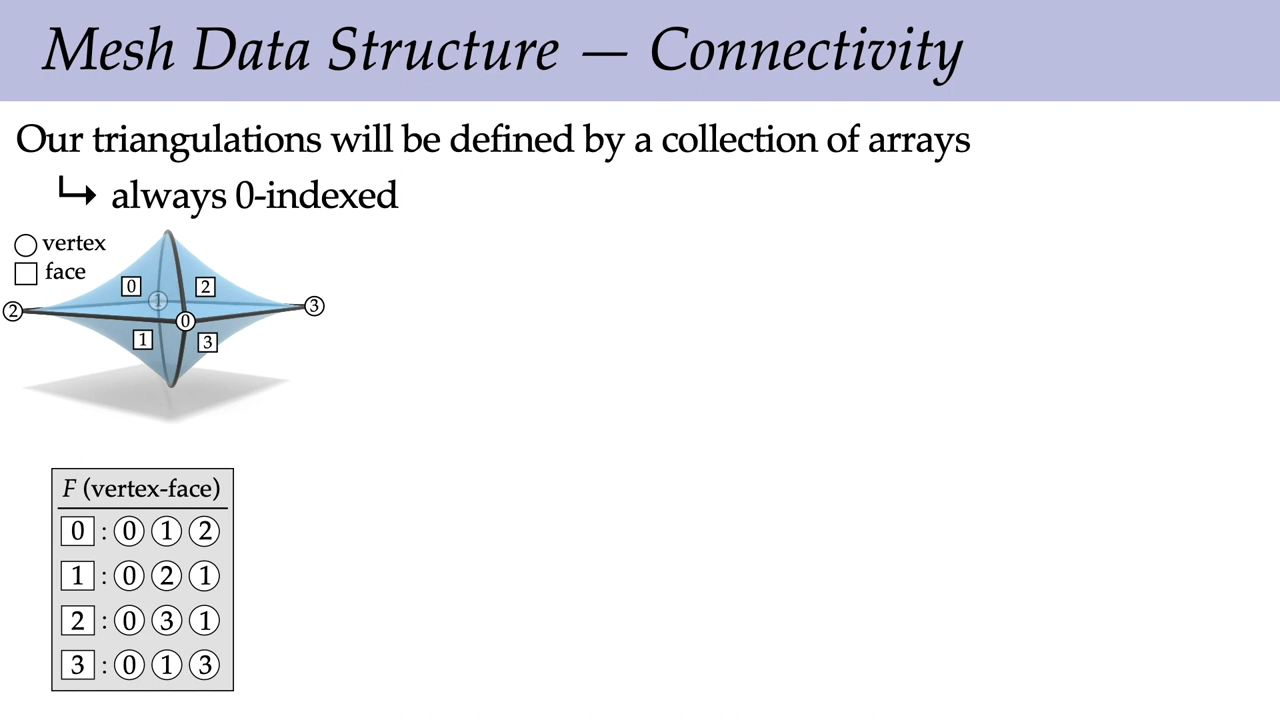 Mesh Data Structure — Connectivity
Our triangulations will be defined by a collection of arrays
↳ always 0-indexed
vertex
face
0 2
1
2 3
0
1 3
F (vertex-face)
0 : 0 1 2
1 : 0 2 1
2 : 0 3 1
3 : 0 1 3